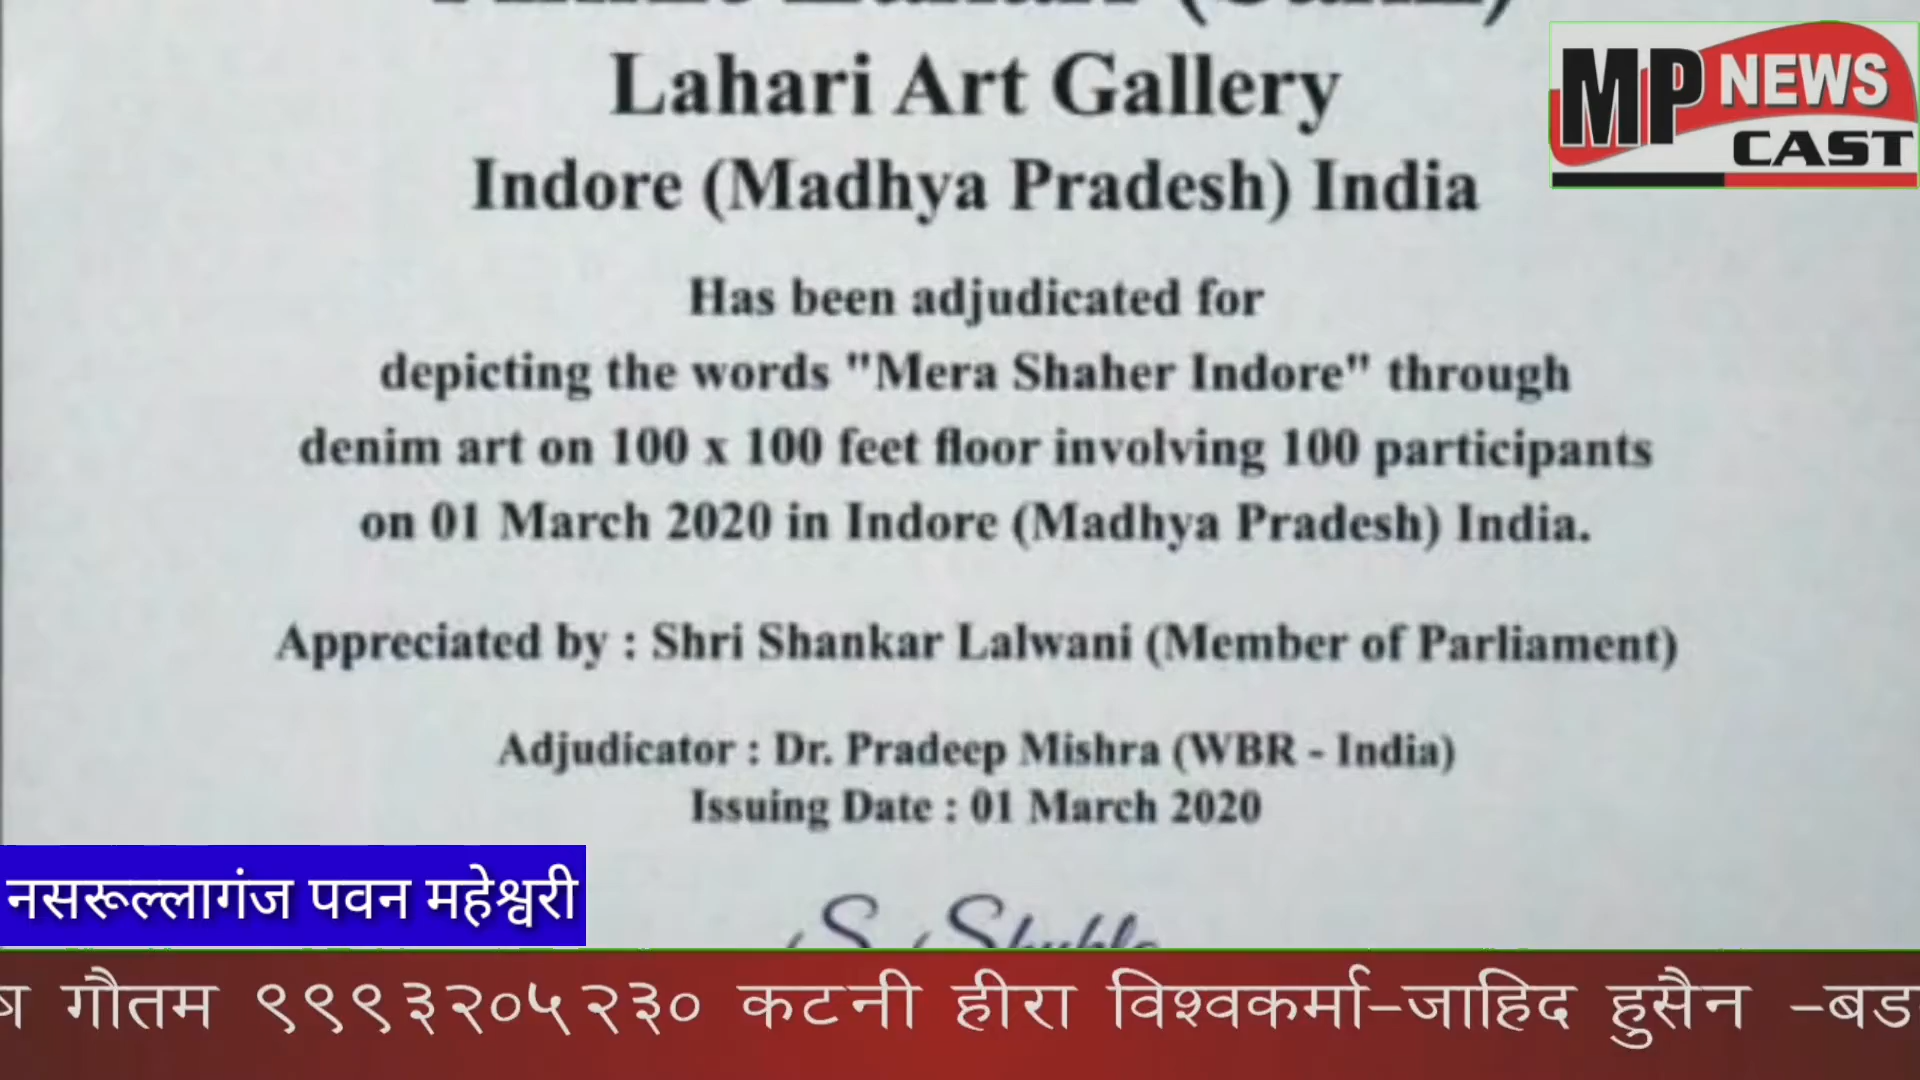 Lahari Art Gallery
Indore (Madhya Pradesh) India
Has been adjudicated for
depicting the words "Mera Shaher Indore" through
denim art on 100 x 100 feet floor involving 100 participants
on 01 March 2020 in Indore (Madhya Pradesh) India.
Appreciated by : Shri Shankar Lalwani (Member of Parliament)
Adjudicator : Dr. Pradeep Mishra (WBR - India)
Issuing Date : 01 March 2020
MP NEWS
CAST
नसरूल्लागंज पवन महेश्वरी
गौतम ९९९३२०५२३० कटनी हीरा विश्वकर्मा-जाहिद हुसैन -बड